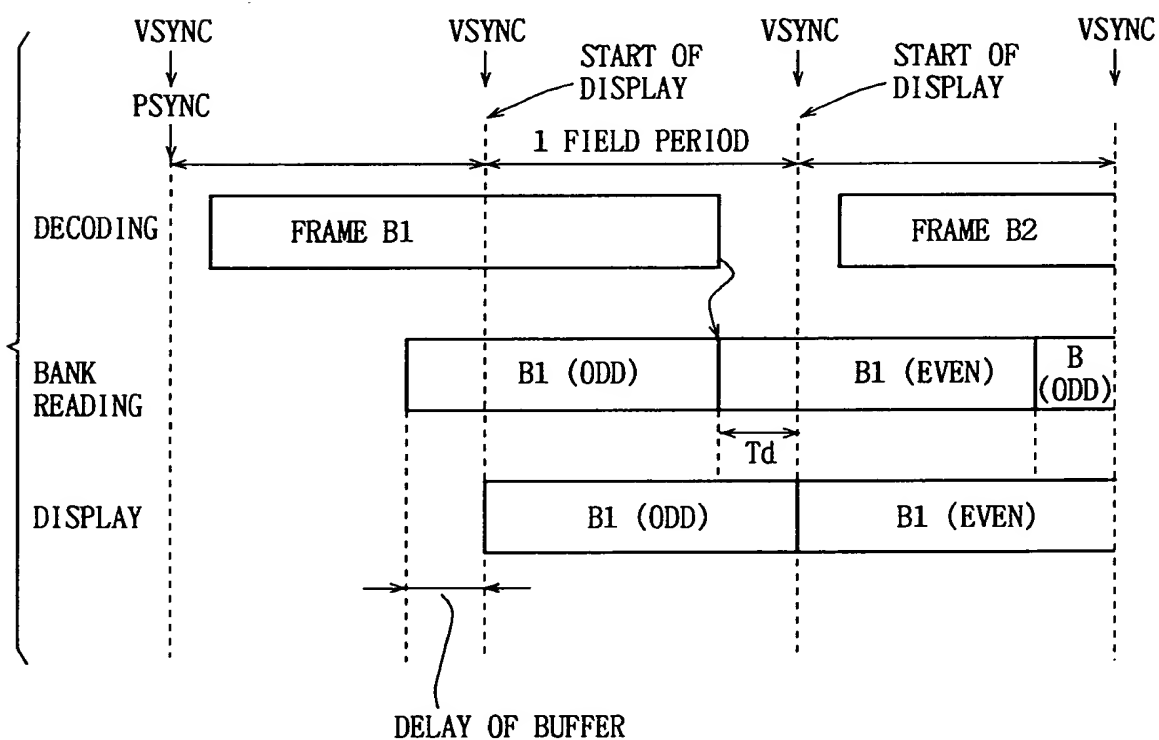 VSYNC VSYNC VSYNC VSYNC
START OF DISPLAY
START OF DISPLAY
PSYNC
1 FIELD PERIOD
DECODING
FRAME B1
FRAME B2
BANK READING
B1 (ODD)
B1 (EVEN)
B (ODD)
Td
DISPLAY
B1 (ODD)
B1 (EVEN)
DELAY OF BUFFER